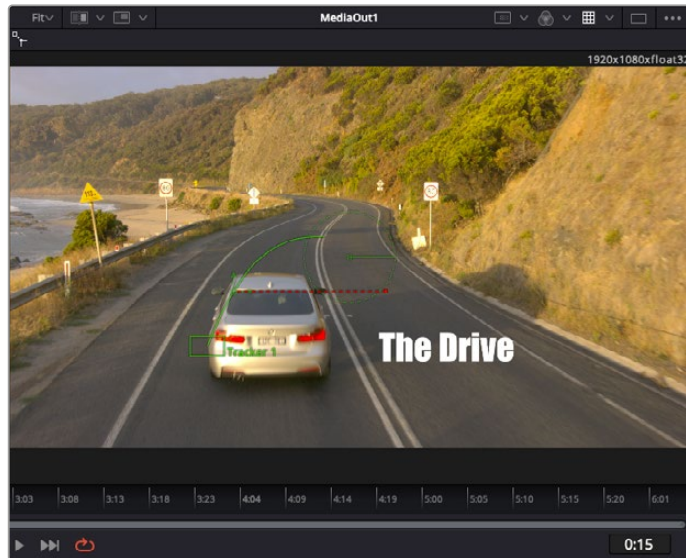 Fit MediaOut1
1920x1080xfloat32
Tracker 1
The Drive
3:03 3:08 3:13 3:18 3:23 4:04 4:09 4:14 4:19 5:00 5:05 5:10 5:15 5:20 6:01
0:15